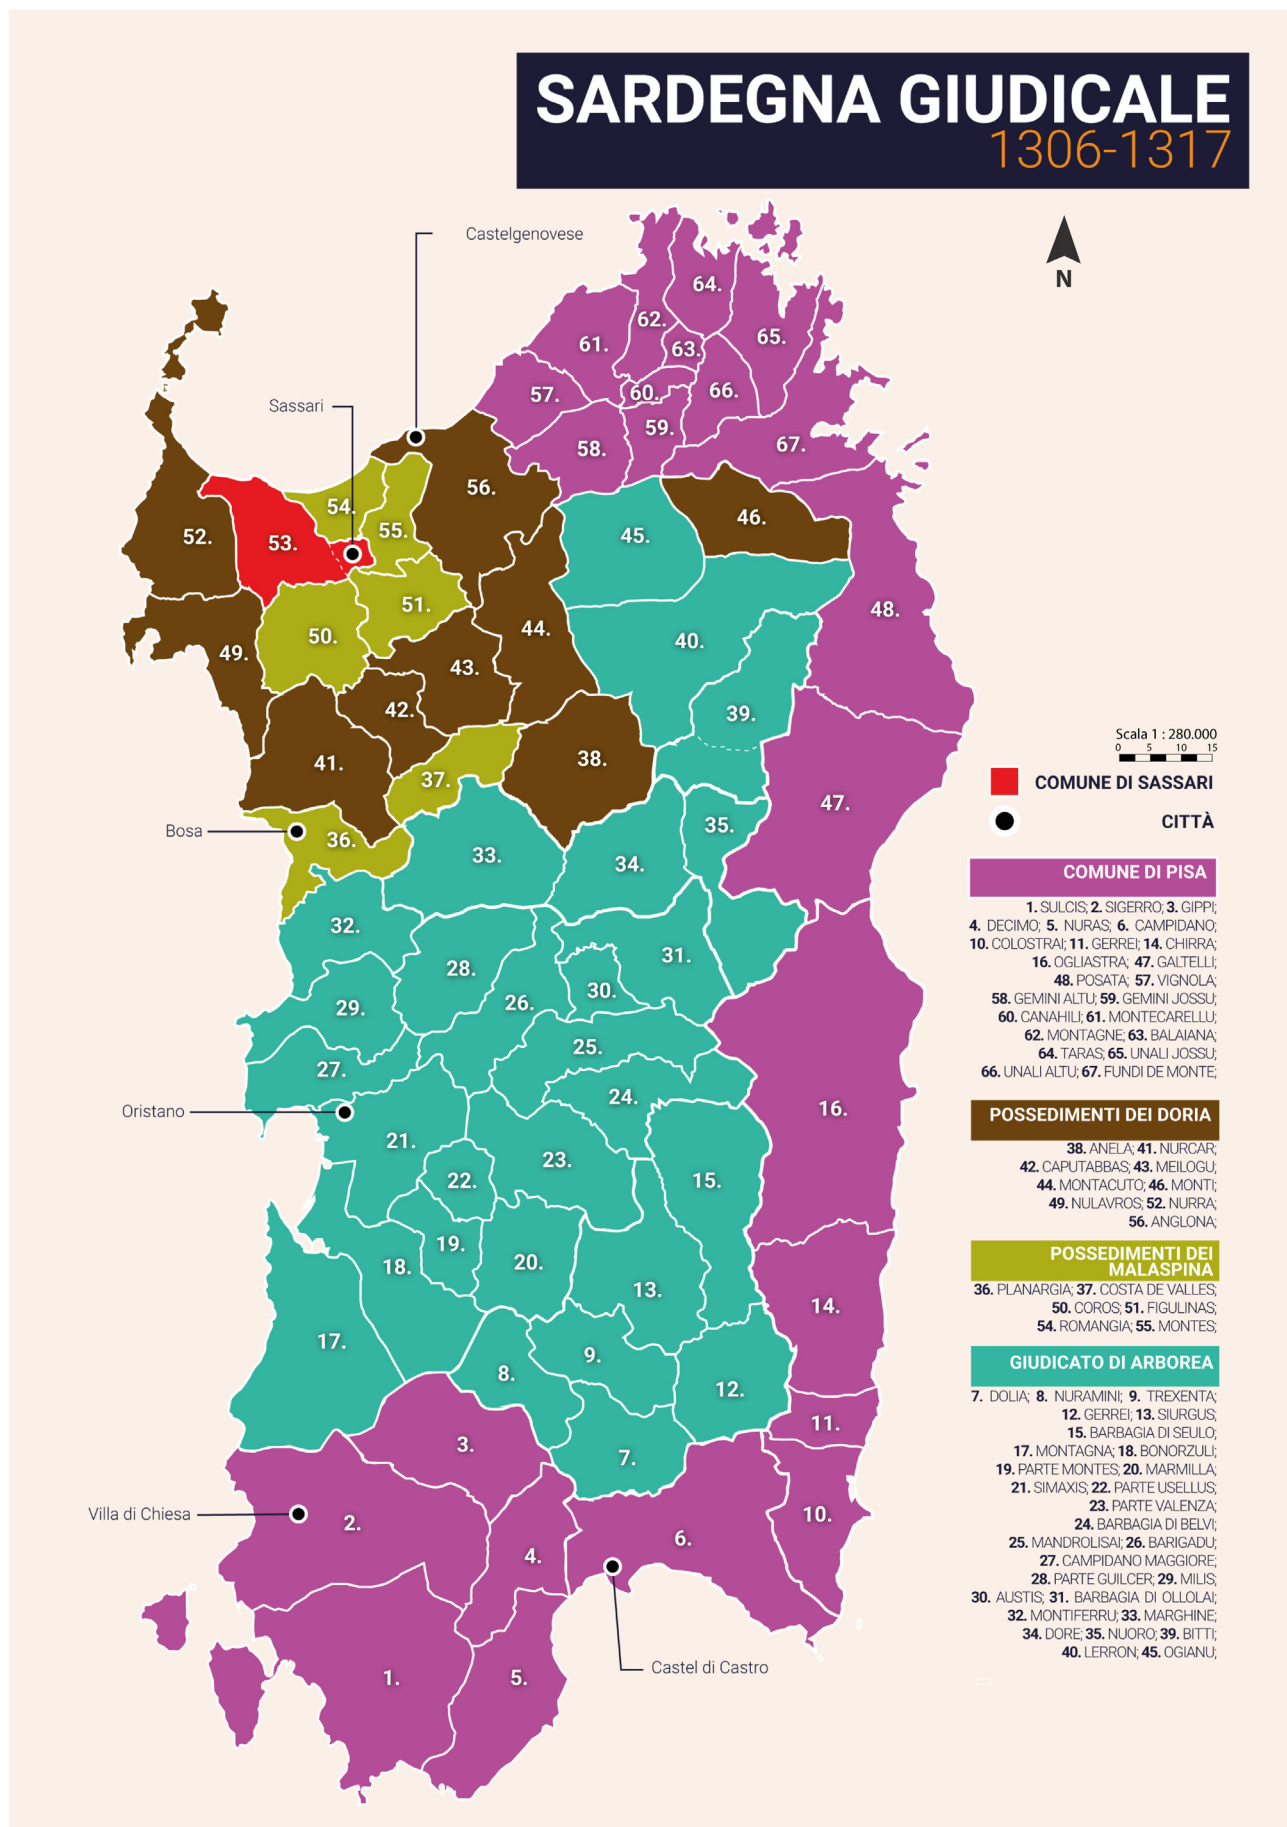 SARDEGNA GIUDICALE
1306-1317
N
Castelgenovese
Sassari
Bosa
Oristano
Villa di Chiesa
Castel di Castro
64.
62.
65.
61.
63.
66.
57.
60.
59.
67.
58.
56.
54.
46.
55.
52.
53.
45.
51.
48.
44.
50.
40.
49.
43.
42.
39.
38.
41.
37.
47.
35.
36.
33.
34.
32.
31.
28.
30.
26.
29.
25.
27.
24.
16.
21.
23.
22.
15.
19.
20.
18.
13.
14.
17.
9.
8.
12.
11.
3.
7.
10.
2.
6.
4.
1.
5.
Scala 1 : 280.000
0 5 10 15
COMUNE DI SASSARI
CITTÀ
COMUNE DI PISA
1. SULCIS; 2. SIGERRO; 3. GIPPI;
4. DECIMO; 5. NURAS; 6. CAMPIDANO;
10. COLOSTRAI; 11. GERREI; 14. CHIRRA;
16. OGLIASTRA; 47. GALTELLI;
48. POSATA; 57. VIGNOLA;
58. GEMINI ALTU; 59. GEMINI JOSSU;
60. CANAHILI; 61. MONTECARELLU;
62. MONTAGNE; 63. BALAIANA;
64. TARAS; 65. UNALI JOSSU;
66. UNALI ALTU; 67. FUNDI DE MONTE;
POSSEDIMENTI DEI DORIA
38. ANELA; 41. NURCAR;
42. CAPUTABBAS; 43. MEILOGU;
44. MONTACUTO; 46. MONTI;
49. NULAVROS; 52. NURRA;
56. ANGLONA;
POSSEDIMENTI DEI
MALASPINA
36. PLANARGIA; 37. COSTA DE VALLES;
50. COROS; 51. FIGULINAS;
54. ROMANGIA; 55. MONTES;
GIUDICATO DI ARBOREA
7. DOLIA; 8. NURAMINI; 9. TREXENTA;
12. GERREI; 13. SIURGUS;
15. BARBAGIA DI SEULO;
17. MONTAGNA; 18. BONORZULI;
19. PARTE MONTES; 20. MARMILLA;
21. SIMAXIS; 22. PARTE USELLUS;
23. PARTE VALENZA;
24. BARBAGIA DI BELVI;
25. MANDROLISAI; 26. BARIGADU;
27. CAMPIDANO MAGGIORE;
28. PARTE GUILCER; 29. MILIS;
30. AUSTIS; 31. BARBAGIA DI OLLOLAI;
32. MONTIFERRU; 33. MARGHINE;
34. DORE; 35. NUORO; 39. BITTI;
40. LERRON; 45. OGIANU;